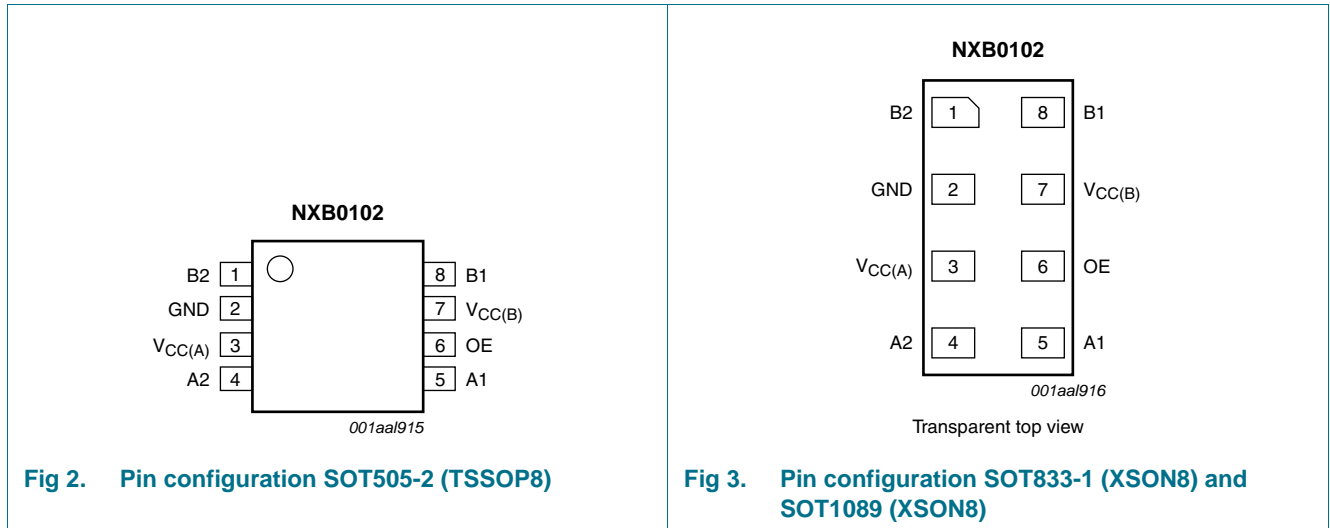 NXB0102
B2 1 8 B1
GND 2 7 VCC(B)
VCC(A) 3 6 OE
A2 4 5 A1
001aal915
Fig 2. Pin configuration SOT505-2 (TSSOP8)
NXB0102
B2 1 8 B1
GND 2 7 VCC(B)
VCC(A) 3 6 OE
A2 4 5 A1
001aal916
Transparent top view
Fig 3. Pin configuration SOT833-1 (XSON8) and
SOT1089 (XSON8)